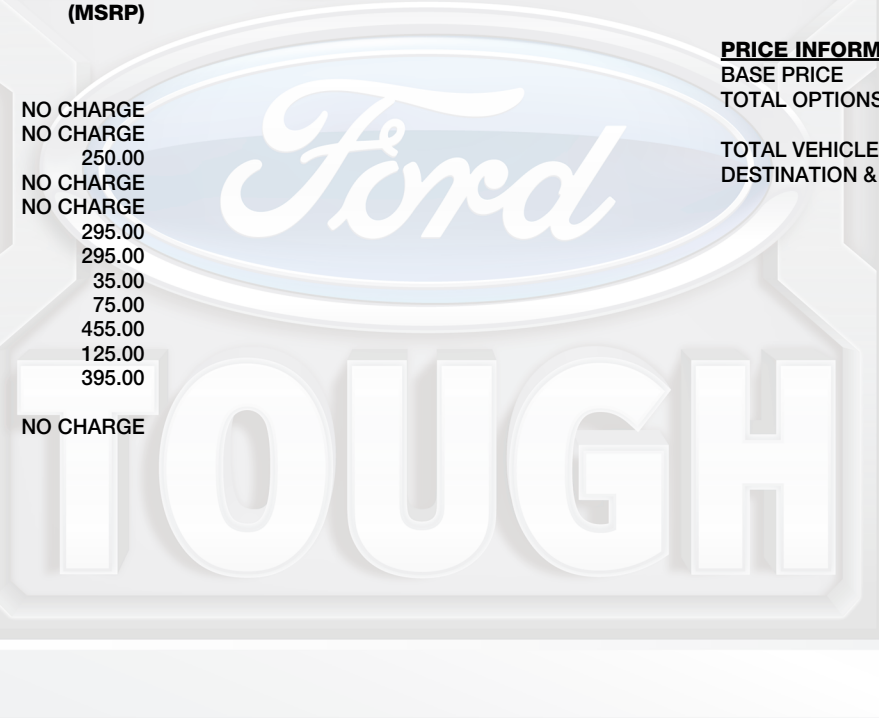 (MSRP)
NO CHARGE
NO CHARGE
250.00
NO CHARGE
NO CHARGE
295.00
295.00
35.00
75.00
455.00
125.00
395.00
NO CHARGE
PRICE INFORM
BASE PRICE
TOTAL OPTIONS
TOTAL VEHICLE
DESTINATION &
Ford
TOUGH